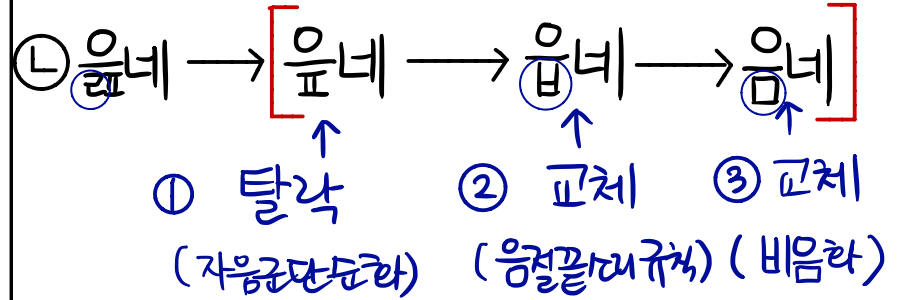 ㉡ 읊네 → [읖네 → 읍네 → 음네]
① 탈락 ② 교체 ③ 교체
(자음군단순화) (음절끝소리 규칙) (비음화)